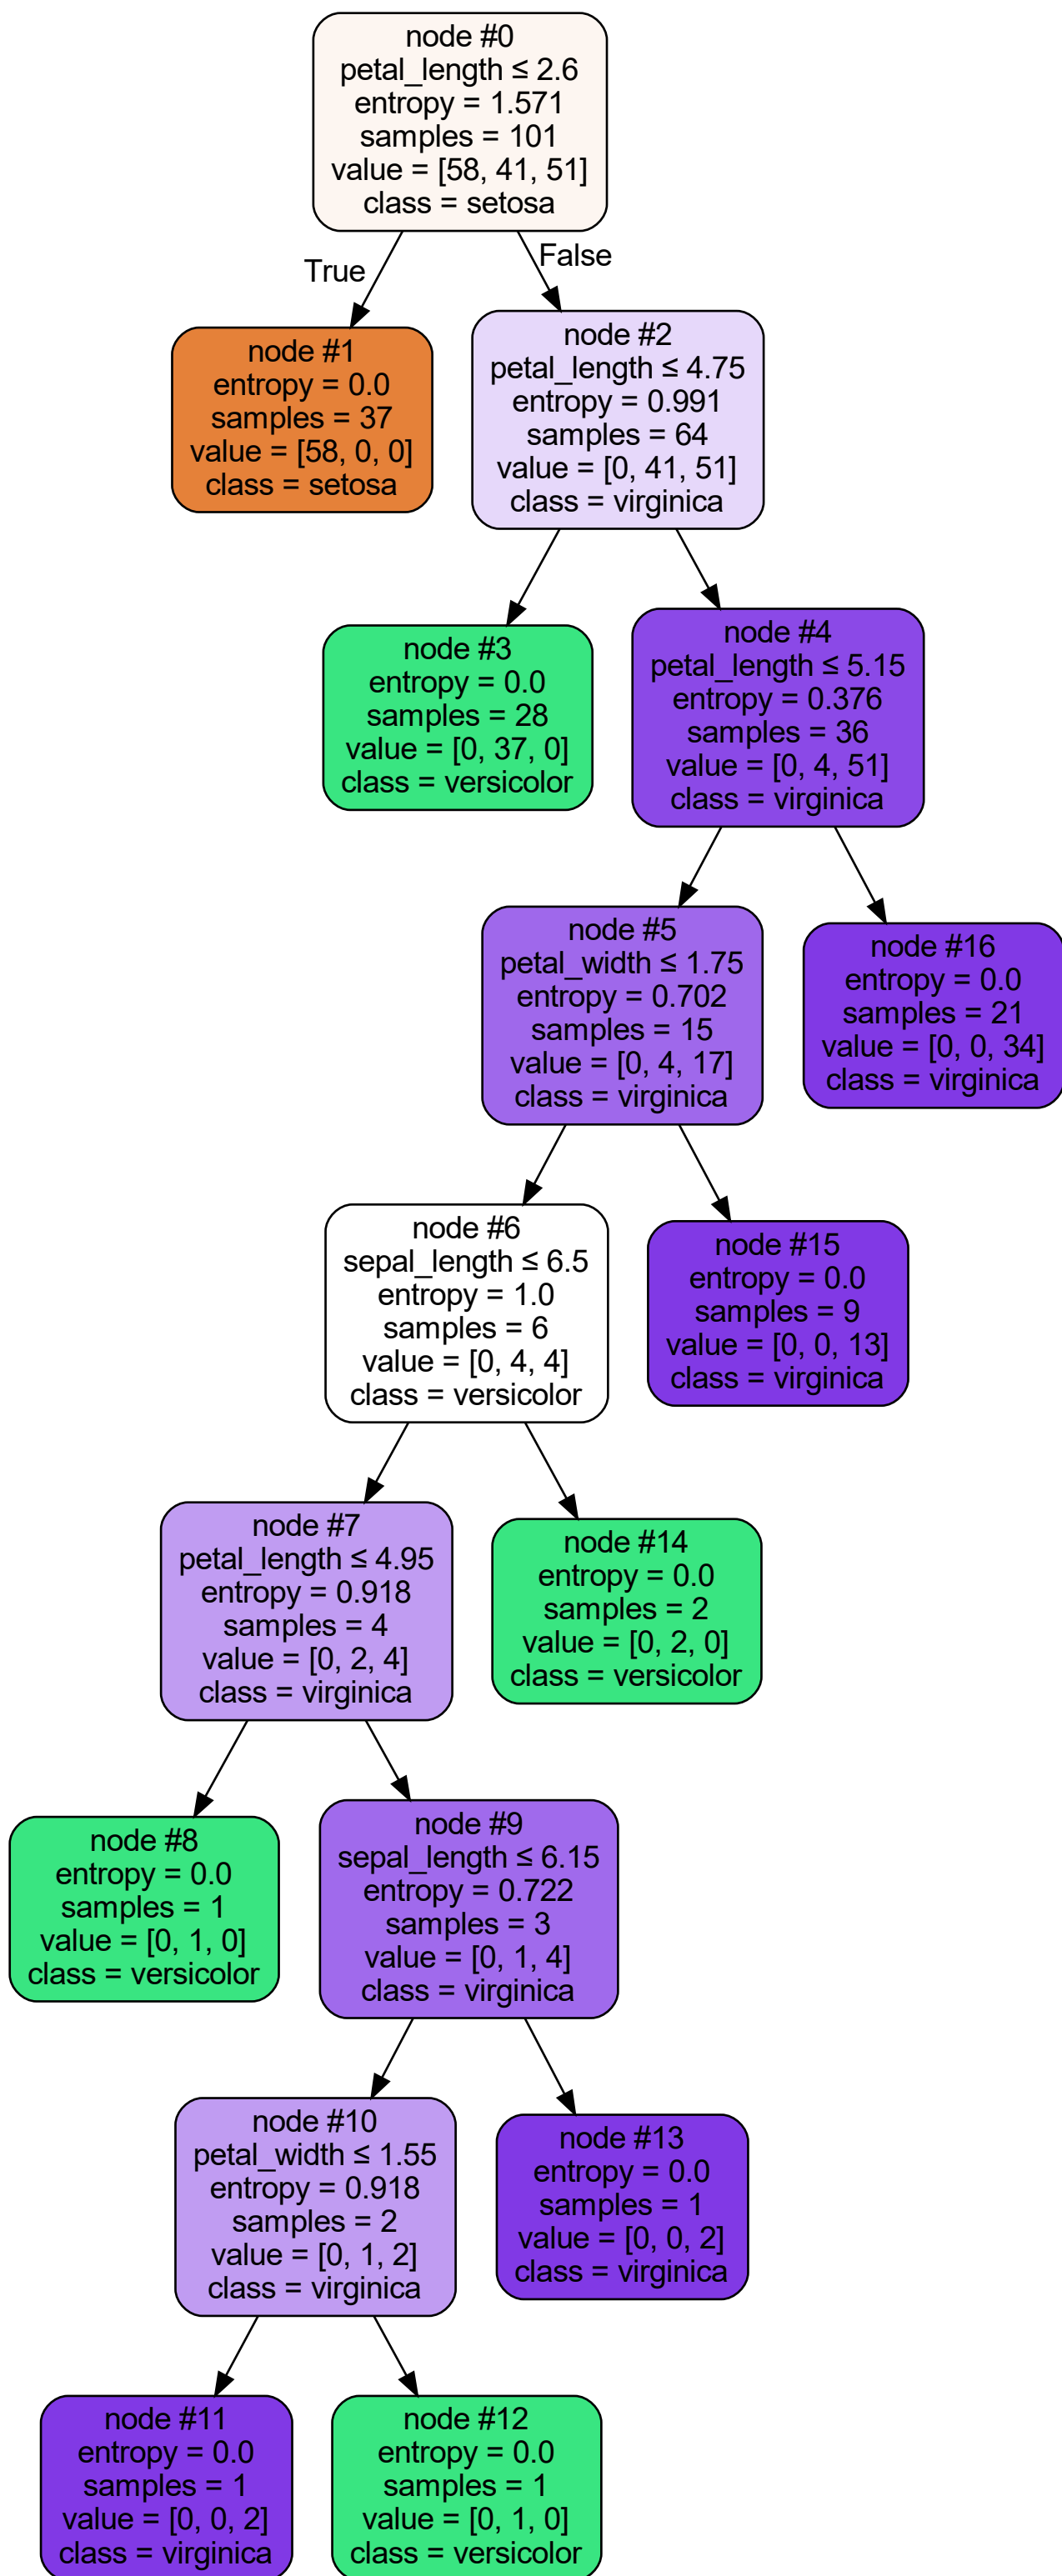 node #0
petal_length ≤ 2.6
entropy = 1.571
samples = 101
value = [58, 41, 51]
class = setosa
True
False
node #1
entropy = 0.0
samples = 37
value = [58, 0, 0]
class = setosa
node #2
petal_length ≤ 4.75
entropy = 0.991
samples = 64
value = [0, 41, 51]
class = virginica
node #3
entropy = 0.0
samples = 28
value = [0, 37, 0]
class = versicolor
node #4
petal_length ≤ 5.15
entropy = 0.376
samples = 36
value = [0, 4, 51]
class = virginica
node #5
petal_width ≤ 1.75
entropy = 0.702
samples = 15
value = [0, 4, 17]
class = virginica
node #16
entropy = 0.0
samples = 21
value = [0, 0, 34]
class = virginica
node #6
sepal_length ≤ 6.5
entropy = 1.0
samples = 6
value = [0, 4, 4]
class = versicolor
node #15
entropy = 0.0
samples = 9
value = [0, 0, 13]
class = virginica
node #7
petal_length ≤ 4.95
entropy = 0.918
samples = 4
value = [0, 2, 4]
class = virginica
node #14
entropy = 0.0
samples = 2
value = [0, 2, 0]
class = versicolor
node #8
entropy = 0.0
samples = 1
value = [0, 1, 0]
class = versicolor
node #9
sepal_length ≤ 6.15
entropy = 0.722
samples = 3
value = [0, 1, 4]
class = virginica
node #10
petal_width ≤ 1.55
entropy = 0.918
samples = 2
value = [0, 1, 2]
class = virginica
node #13
entropy = 0.0
samples = 1
value = [0, 0, 2]
class = virginica
node #11
entropy = 0.0
samples = 1
value = [0, 0, 2]
class = virginica
node #12
entropy = 0.0
samples = 1
value = [0, 1, 0]
class = versicolor